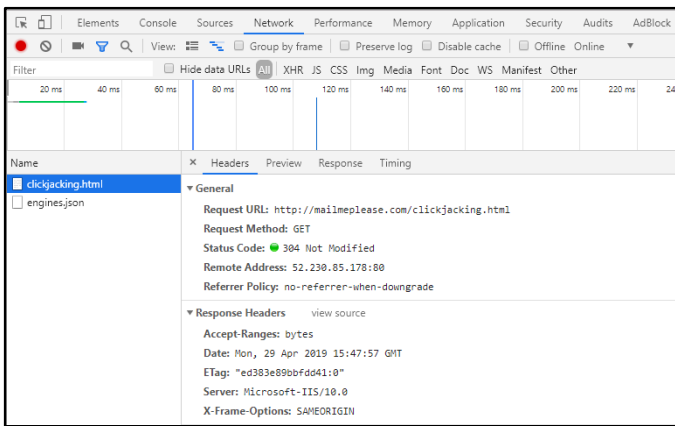 Elements Console Sources Network Performance Memory Application Security Audits AdBlock
View: Group by frame Preserve log Disable cache Offline Online
Filter Hide data URLs All XHR JS CSS Img Media Font Doc WS Manifest Other
20 ms 40 ms 60 ms 80 ms 100 ms 120 ms 140 ms 160 ms 180 ms 200 ms 220 ms 24
Name × Headers Preview Response Timing
clickjacking.html
engines.json
General
Request URL: http://mailmeplease.com/clickjacking.html
Request Method: GET
Status Code: 304 Not Modified
Remote Address: 52.230.85.178:80
Referrer Policy: no-referrer-when-downgrade
Response Headers view source
Accept-Ranges: bytes
Date: Mon, 29 Apr 2019 15:47:57 GMT
ETag: "ed383e89bbfdd41:0"
Server: Microsoft-IIS/10.0
X-Frame-Options: SAMEORIGIN